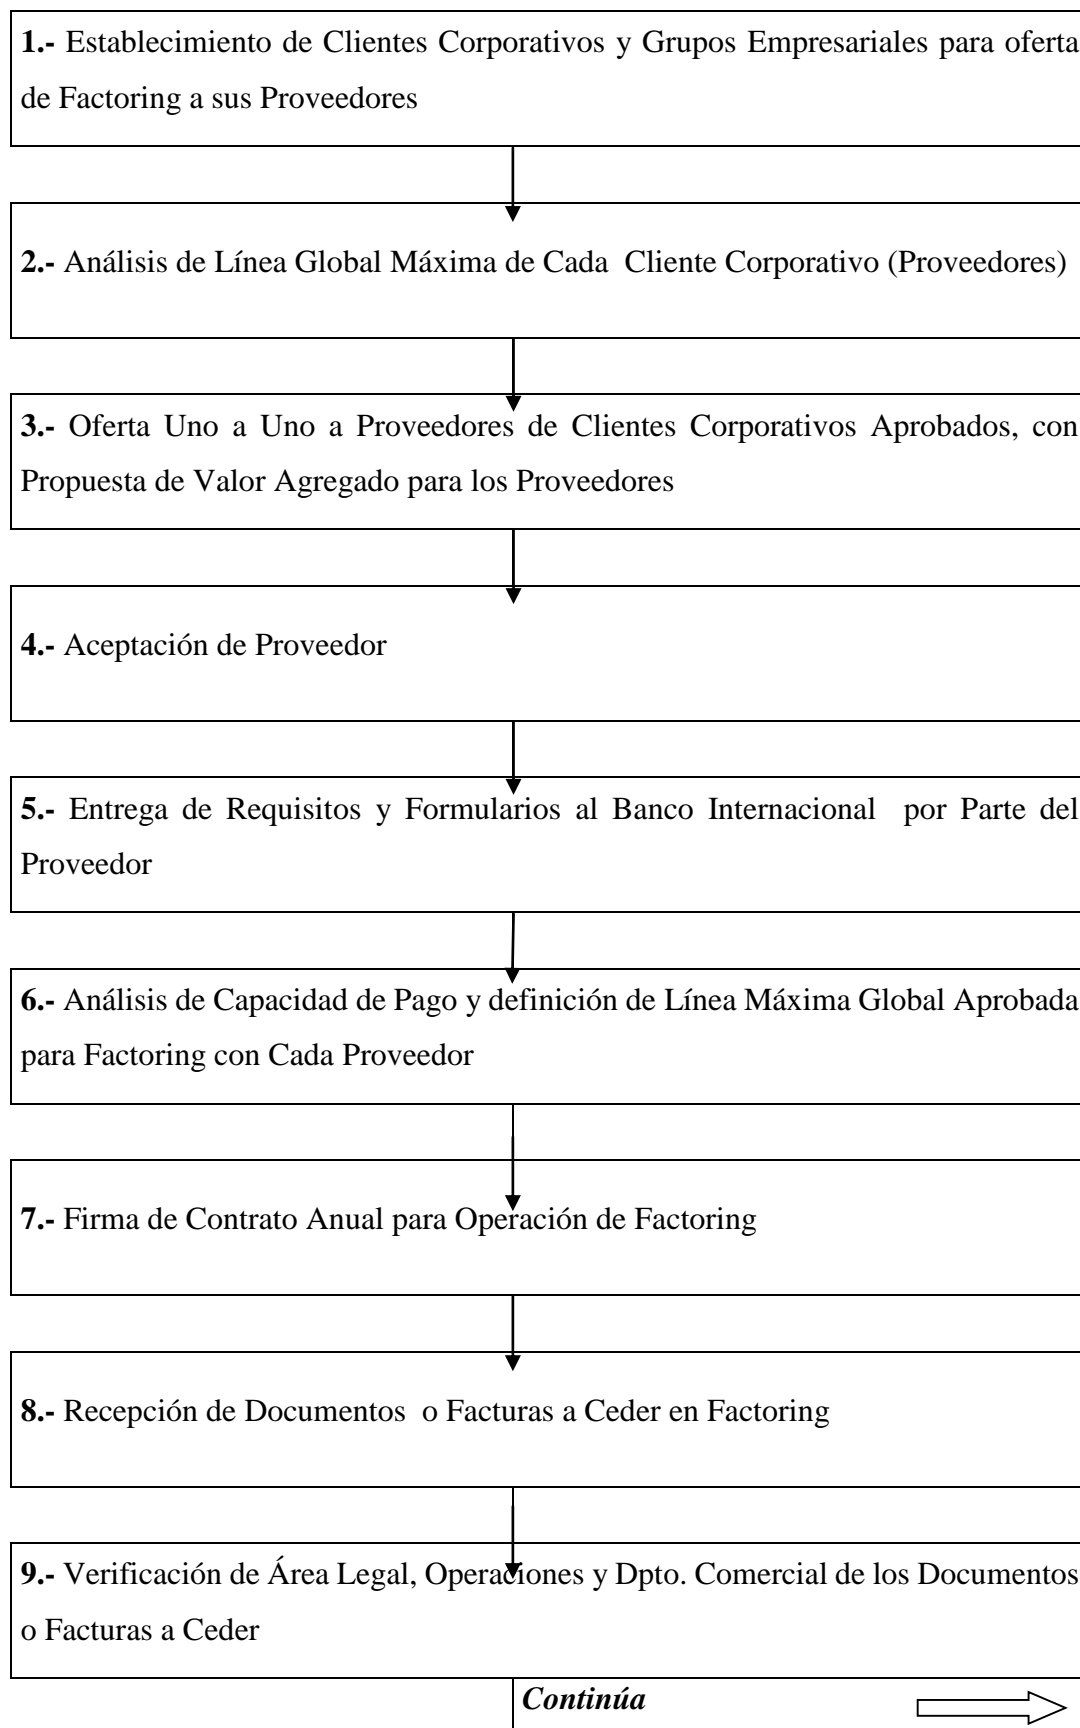 1.- Establecimiento de Clientes Corporativos y Grupos Empresariales para oferta
de Factoring a sus Proveedores
2.- Análisis de Línea Global Máxima de Cada Cliente Corporativo (Proveedores)
3.- Oferta Uno a Uno a Proveedores de Clientes Corporativos Aprobados, con
Propuesta de Valor Agregado para los Proveedores
4.- Aceptación de Proveedor
5.- Entrega de Requisitos y Formularios al Banco Internacional por Parte del
Proveedor
6.- Análisis de Capacidad de Pago y definición de Línea Máxima Global Aprobada
para Factoring con Cada Proveedor
7.- Firma de Contrato Anual para Operación de Factoring
8.- Recepción de Documentos o Facturas a Ceder en Factoring
9.- Verificación de Área Legal, Operaciones y Dpto. Comercial de los Documentos
o Facturas a Ceder
Continúa